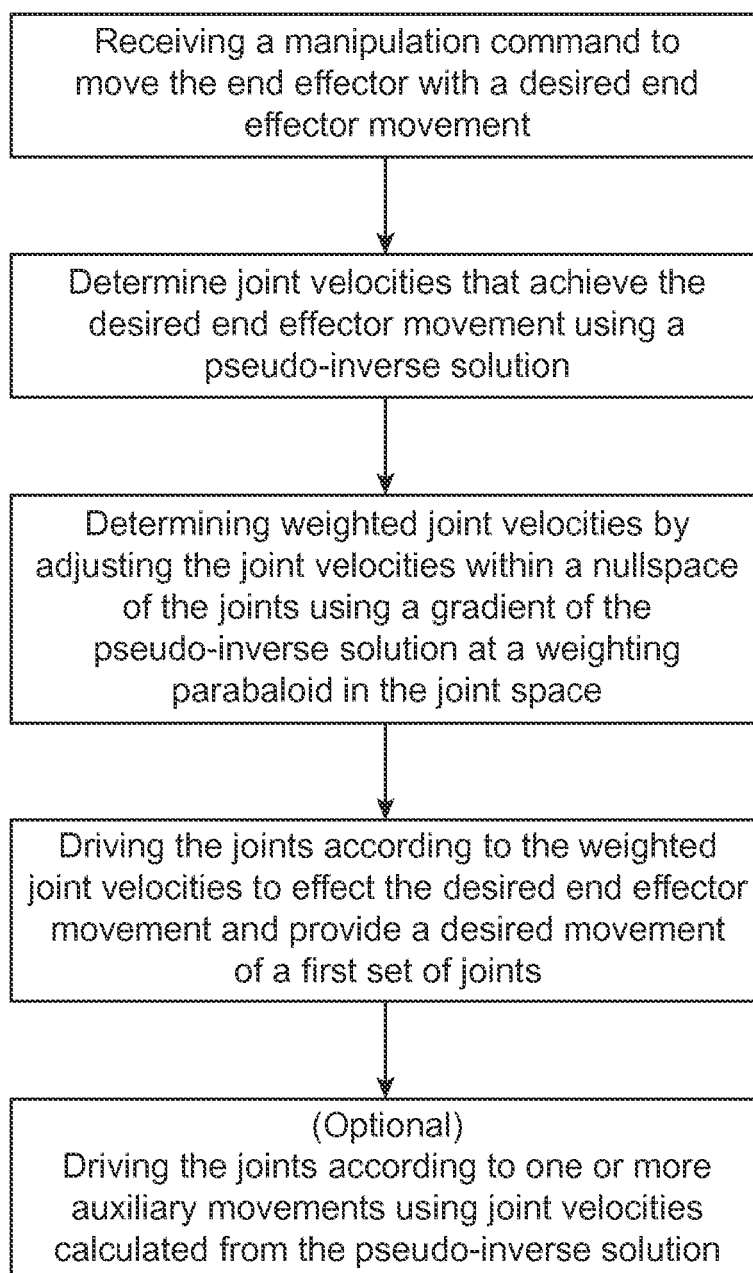 Receiving a manipulation command to
move the end effector with a desired end
effector movement
Determine joint velocities that achieve the
desired end effector movement using a
pseudo-inverse solution
Determining weighted joint velocities by
adjusting the joint velocities within a nullspace
of the joints using a gradient of the
pseudo-inverse solution at a weighting
parabaloid in the joint space
Driving the joints according to the weighted
joint velocities to effect the desired end effector
movement and provide a desired movement
of a first set of joints
(Optional)
Driving the joints according to one or more
auxiliary movements using joint velocities
calculated from the pseudo-inverse solution